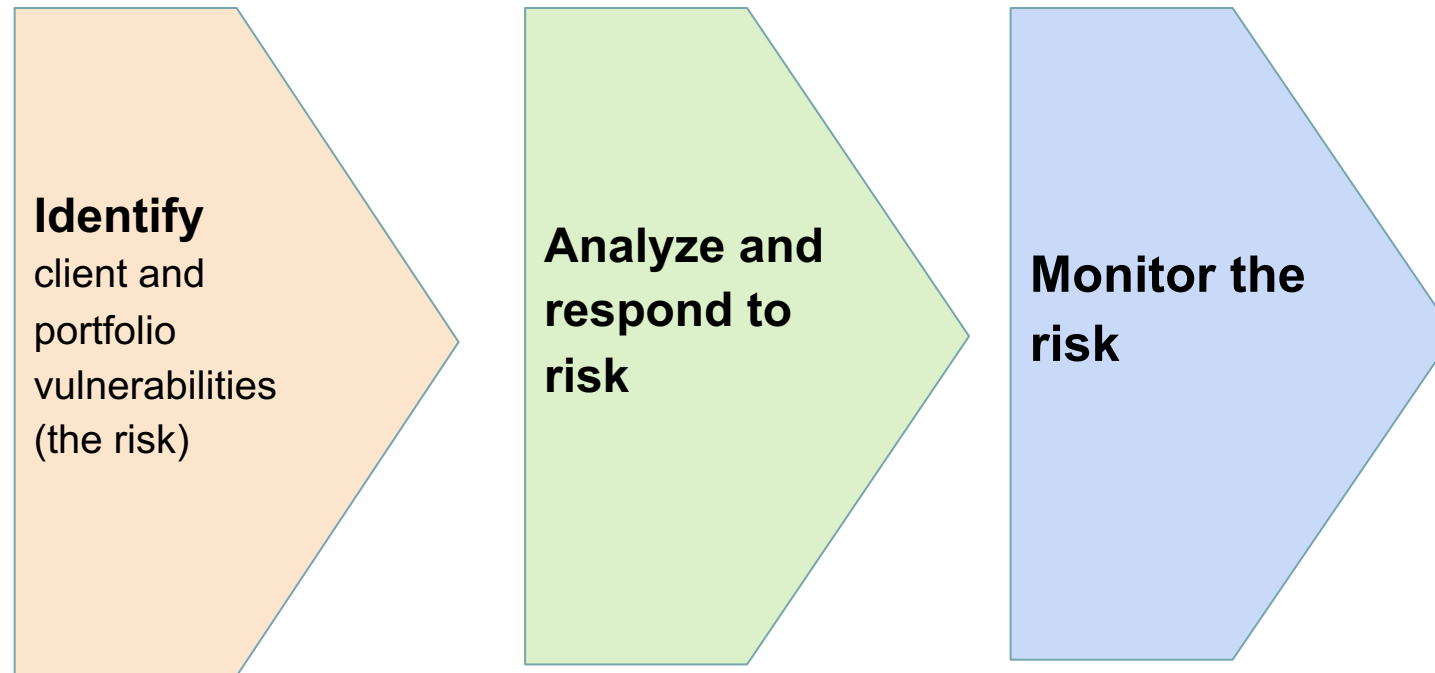 Identify
client and
portfolio
vulnerabilities
(the risk)
Analyze and
respond to
risk
Monitor the
risk